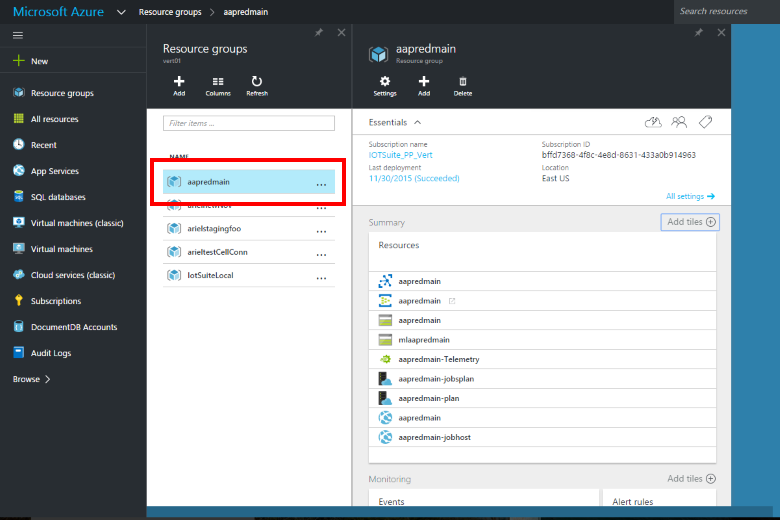 Microsoft Azure
Resource groups > aapredmain
Search resources
New
Resource groups
All resources
Recent
App Services
SQL databases
Virtual machines (classic)
Virtual machines
Cloud services (classic)
Subscriptions
DocumentDB Accounts
Audit Logs
Browse >
Resource groups
vert01
Add
Columns
Refresh
Filter items ...
NAME
aapredmain ...
...
arielstagingfoo ...
arieltestCellConn ...
IotSuiteLocal ...
aapredmain
Resource group
Settings
Add
Delete
Essentials
Subscription name
IOTSuite_PP_Vert
Subscription ID
bffd7368-4f8c-4e8d-8631-433a0b914963
Last deployment
11/30/2015 (Succeeded)
Location
East US
All settings
Summary
Add tiles
Resources
aapredmain
aapredmain
aapredmain
mlaapredmain
aapredmain-Telemetry
aapredmain-jobsplan
aapredmain-plan
aapredmain
aapredmain-jobhost
Monitoring
Add tiles
Events
Alert rules